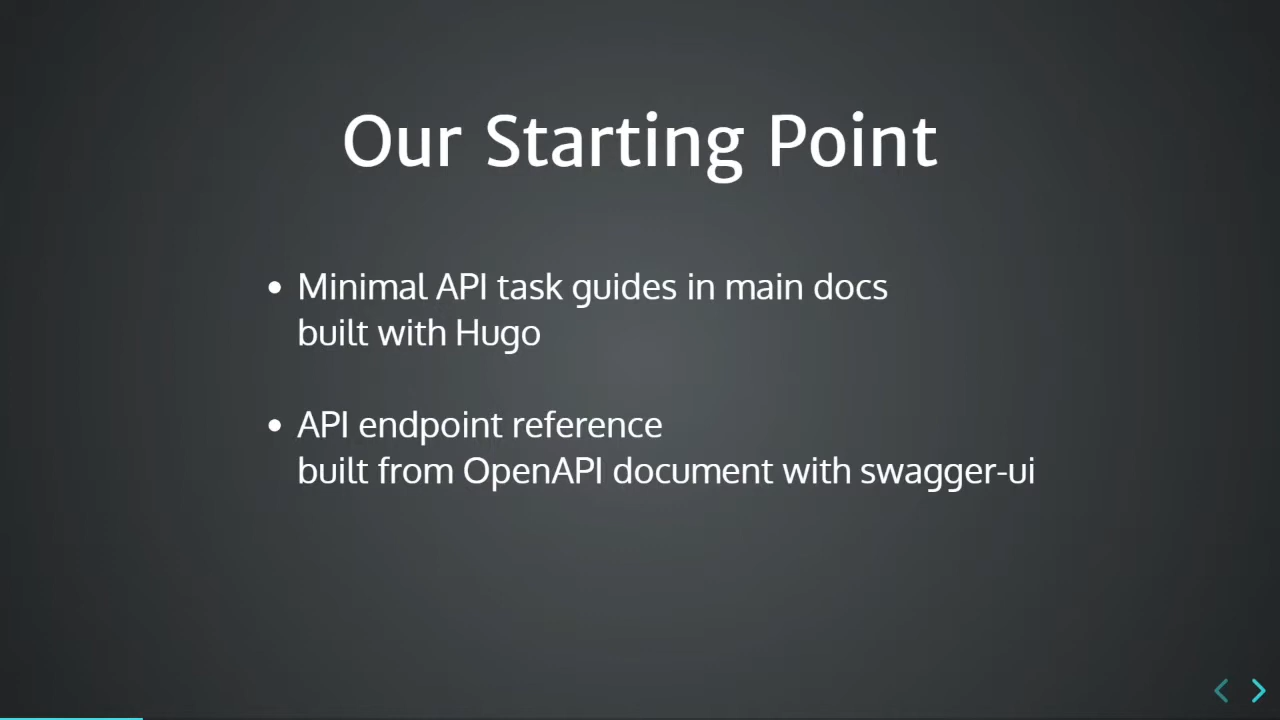 Our Starting Point
• Minimal API task guides in main docs
built with Hugo
• API endpoint reference
built from OpenAPI document with swagger-ui